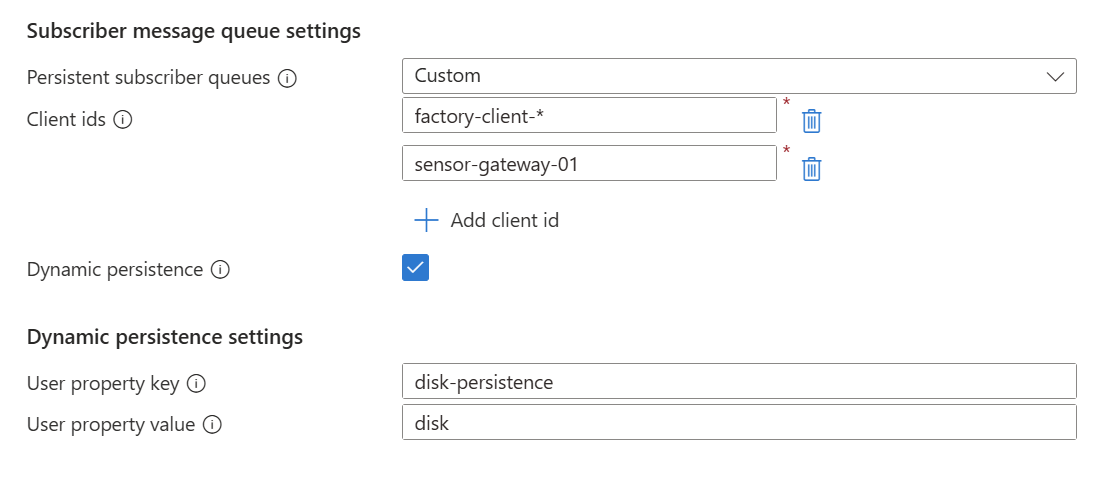 Subscriber message queue settings
Persistent subscriber queues
Custom
Client ids
factory-client-*
*
sensor-gateway-01
*
Add client id
Dynamic persistence
Dynamic persistence settings
User property key
disk-persistence
User property value
disk